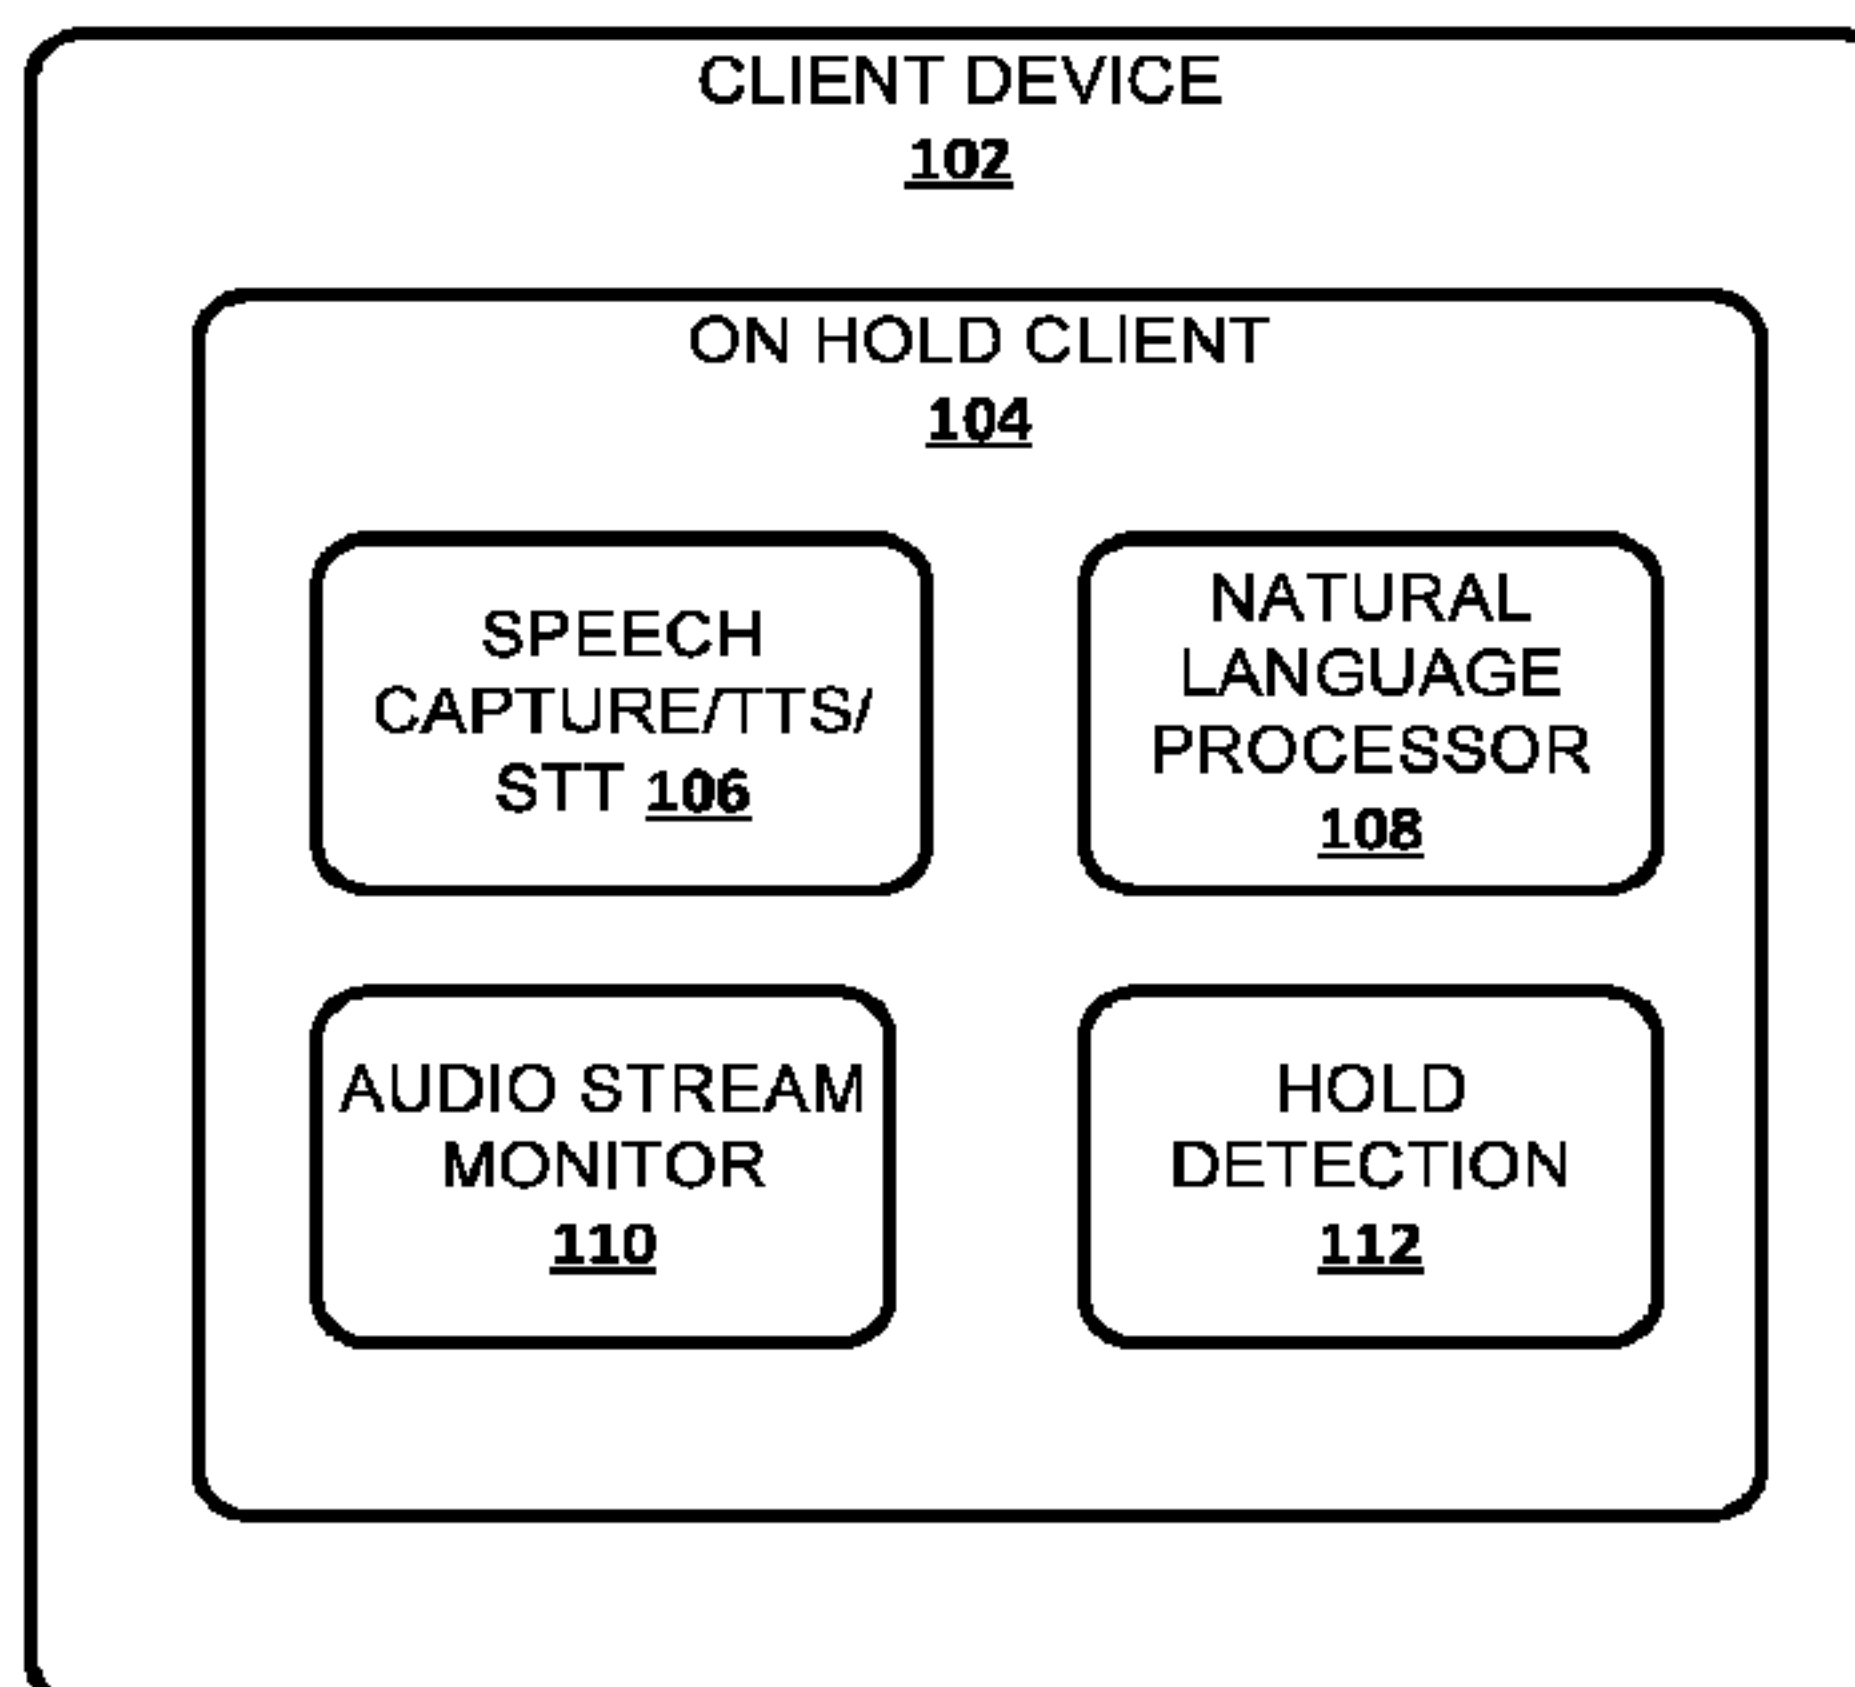 CLIENT DEVICE
102
ON HOLD CLIENT
104
SPEECH
CAPTURE/TTS/
STT 106
NATURAL
LANGUAGE
PROCESSOR
108
AUDIO STREAM
MONITOR
110
HOLD
DETECTION
112